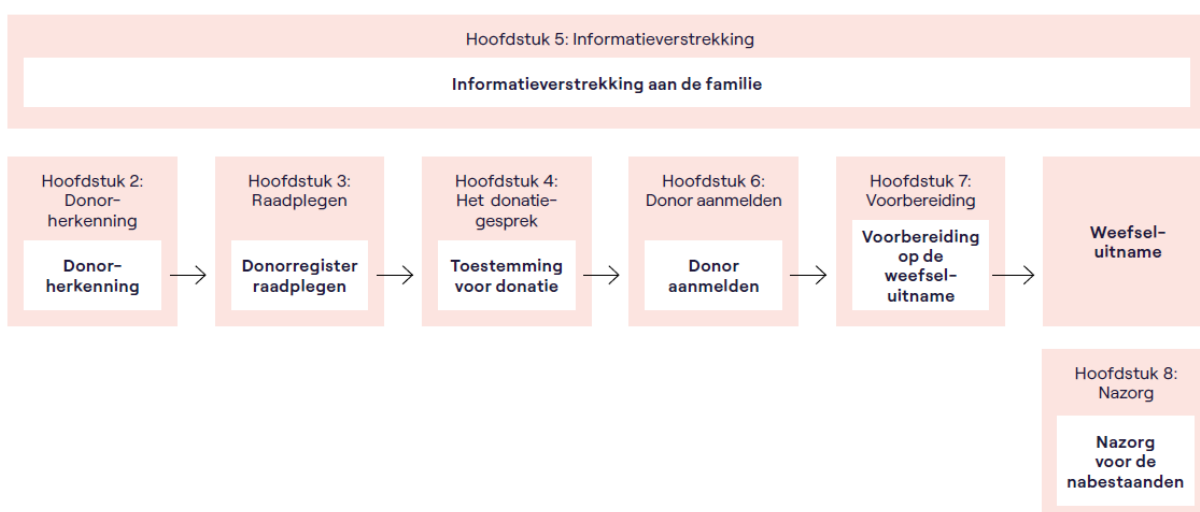 Hoofdstuk 5: Informatieverstrekking
Informatieverstrekking aan de familie
Hoofdstuk 2:
Donor-
herkenning
Donor-
herkenning
Hoofdstuk 3:
Raadplegen
Donorregister
raadplegen
Hoofdstuk 4:
Het donatie-
gesprek
Toestemming
voor donatie
Hoofdstuk 6:
Donor aanmelden
Donor
aanmelden
Hoofdstuk 7:
Voorbereiding
Voorbereiding
op de
weefsel-
uitname
Weefsel-
uitname
Hoofdstuk 8:
Nazorg
Nazorg
voor de
nabestaanden